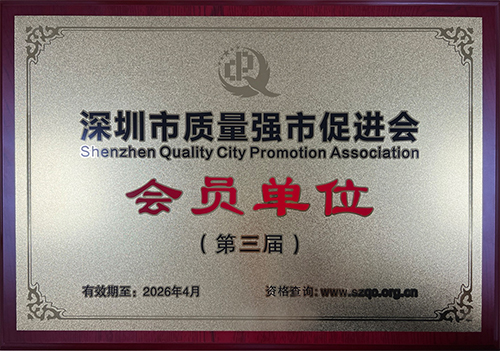 深圳市质量强市促进会
Shenzhen Quality City Promotion Association
会员单位
（第三届）
有效期至：2026年4月 资格查询：www.szqc.org.cn